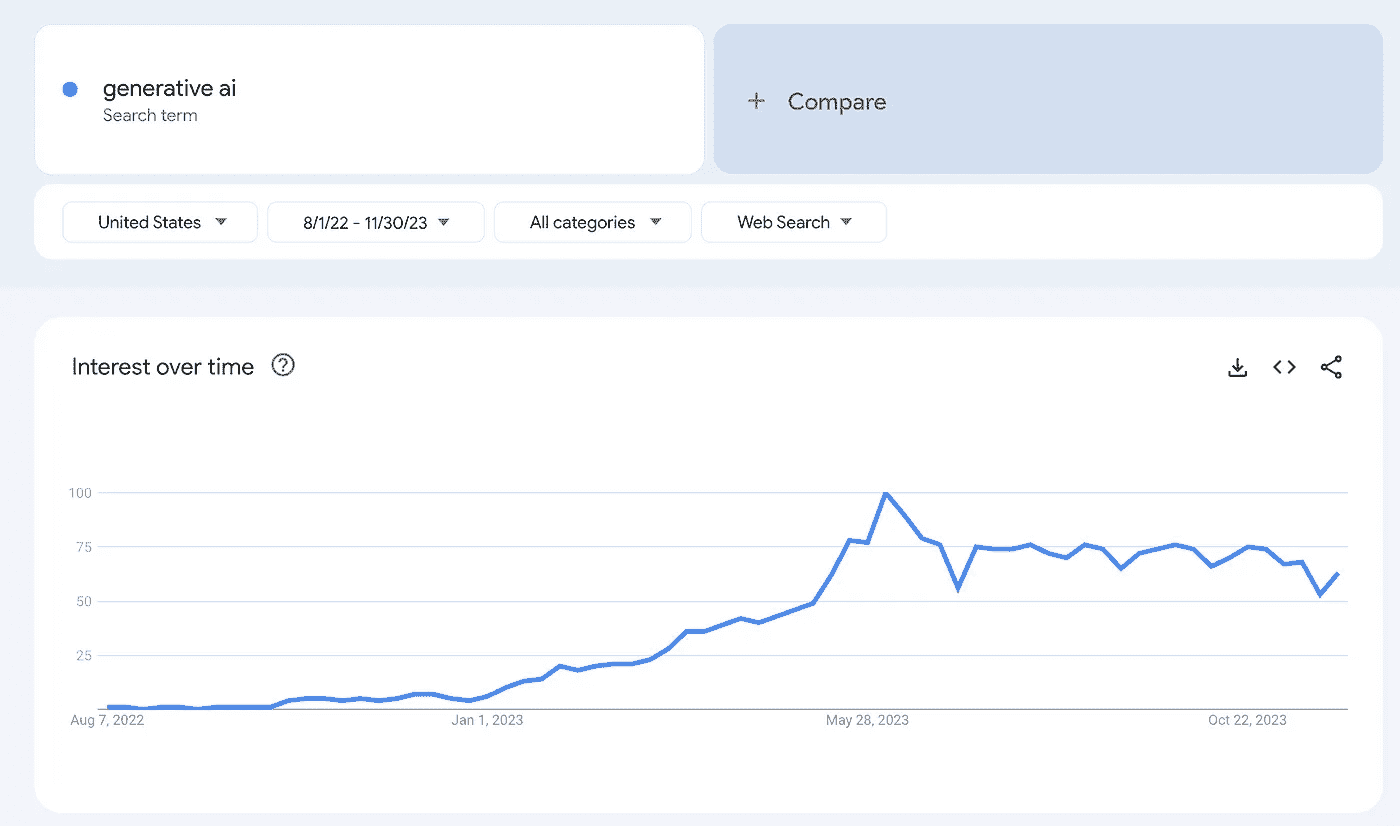 generative ai
Search term
+ Compare
United States
8/1/22 - 11/30/23
All categories
Web Search
Interest over time ?
100
75
50
25
Aug 7, 2022
Jan 1, 2023
May 28, 2023
Oct 22, 2023